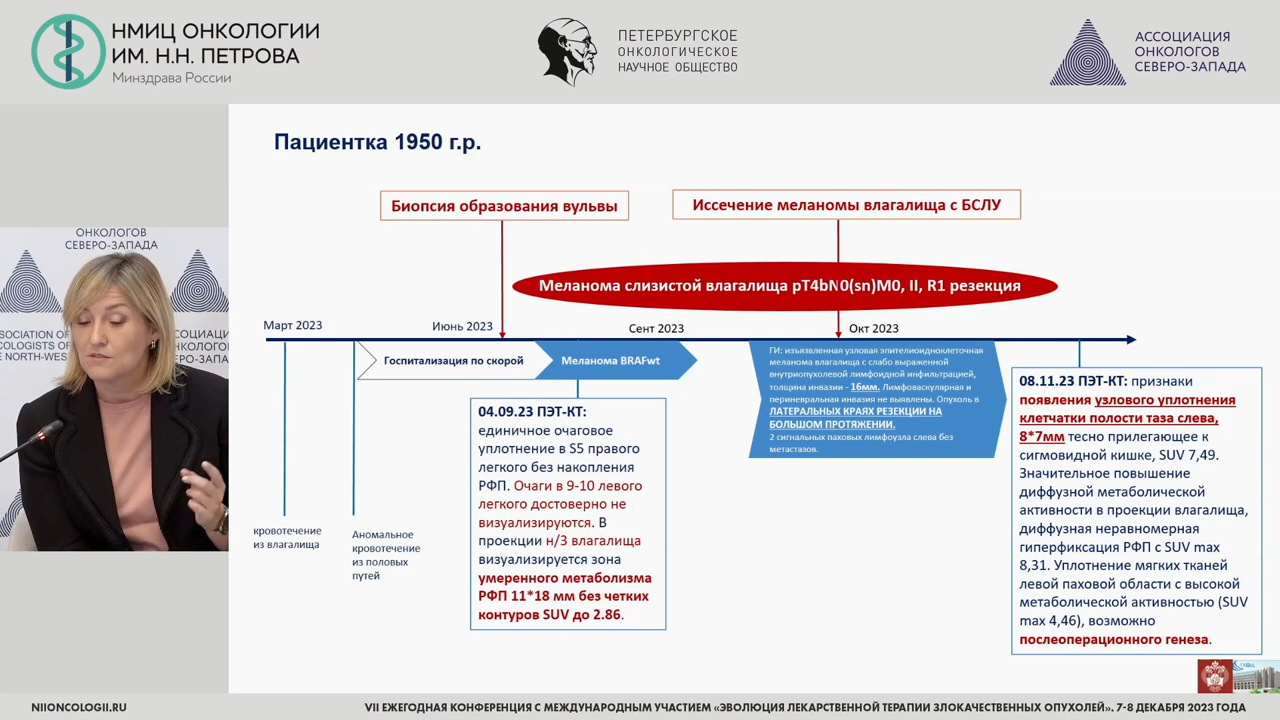 НМИЦ ОНКОЛОГИИ
ИМ. Н.Н. ПЕТРОВА
Минздрава России
ПЕТЕРБУРГСКОЕ
ОНКОЛОГИЧЕСКОЕ
НАУЧНОЕ ОБЩЕСТВО
АССОЦИАЦИЯ
ОНКОЛОГОВ
СЕВЕРО-ЗАПАДА
ОНКОЛОГОВ
СЕВЕРО-ЗАПАДА
Пациентка 1950 г.р.
Биопсия образования вульвы
Иссечение меланомы влагалища с БСЛУ
Меланома слизистой влагалища pT4bN0(sn)M0, II, R1 резекция
Март 2023
Июнь 2023
Сент 2023
Окт 2023
Госпитализация по скорой
Меланома BRAFwt
кровотечение
из влагалища
Аномальное
кровотечение
из половых
путей
04.09.23 ПЭТ-КТ:
единичное очаговое
уплотнение в S5 правого
легкого без накопления
РФП. Очаги в 9-10 левого
легкого достоверно не
визуализируются. В
проекции н/3 влагалища
визуализируется зона
умеренного метаболизма
РФП 11*18 мм без четких
контуров SUV до 2.86.
ГИ: изъязвленная узловая эпителиоидноклеточная
меланома влагалища с слабо выраженной
внутриопухолевой лимфоидной инфильтрацией,
толщина инвазии - 16мм. Лимфоваскулярная и
периневральная инвазия не выявлены. Опухоль в
ЛАТЕРАЛЬНЫХ КРАЯХ РЕЗЕКЦИИ НА
БОЛЬШОМ ПРОТЯЖЕНИИ.
2 сигнальных паховых лимфоузла слева без
метастазов.
08.11.23 ПЭТ-КТ: признаки
появления узлового уплотнения
клетчатки полости таза слева,
8*7мм тесно прилегающее к
сигмовидной кишке, SUV 7,49.
Значительное повышение
диффузной метаболической
активности в проекции влагалища,
диффузная неравномерная
гиперфиксация РФП с SUV max
8,31. Уплотнение мягких тканей
левой паховой области с высокой
метаболической активностью (SUV
max 4,46), возможно
послеоперационного генеза.
NIIONCOLOGII.RU
VII ЕЖЕГОДНАЯ КОНФЕРЕНЦИЯ С МЕЖДУНАРОДНЫМ УЧАСТИЕМ «ЭВОЛЮЦИЯ ЛЕКАРСТВЕННОЙ ТЕРАПИИ ЗЛОКАЧЕСТВЕННЫХ ОПУХОЛЕЙ». 7-8 ДЕКАБРЯ 2023 ГОДА